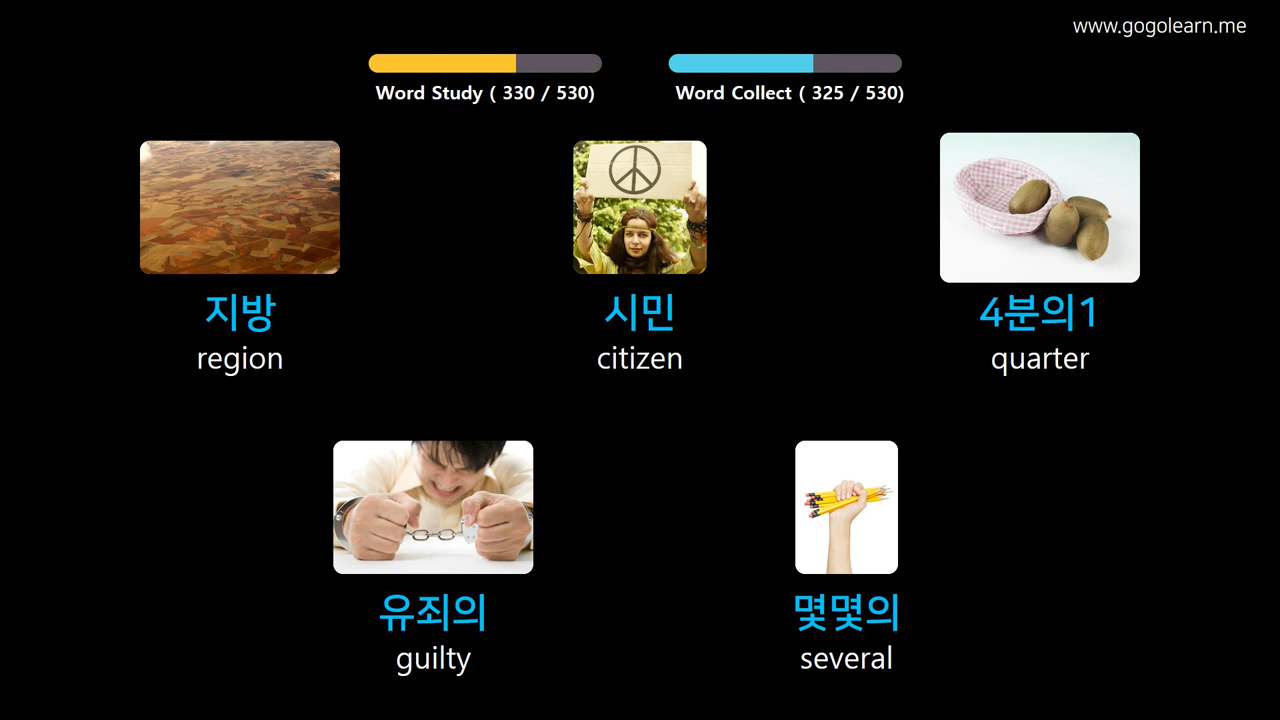 www.gogolearn.me
Word Study ( 330 / 530)
Word Collect ( 325 / 530)
지방
region
시민
citizen
4분의1
quarter
유죄의
guilty
몇몇의
several